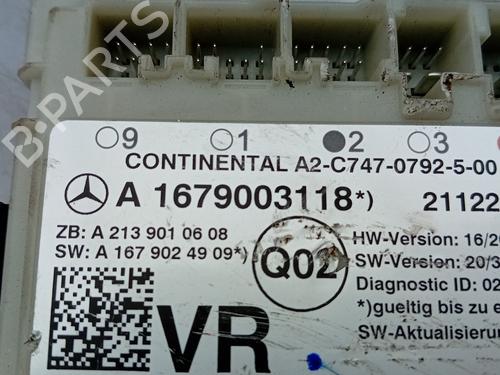 B-PARTS
9 1 2 3
CONTINENTAL A2-C747-0792-5-00
A 1679003118*) 21122
ZB: A 213 901 06 08
SW: A 167 902 49 09*)
Q02
HW-Version: 16/20
SW-Version: 20/3
Diagnostic ID: 02
*)gueltig bis zu e
SW-Aktualisierun
VR